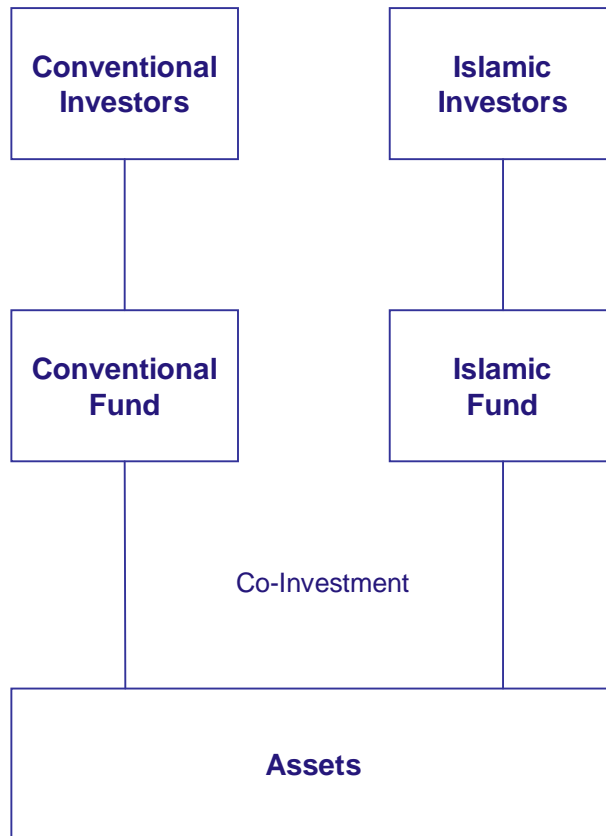 Conventional
Investors
Islamic
Investors
Conventional
Fund
Islamic
Fund
Co-Investment
Assets